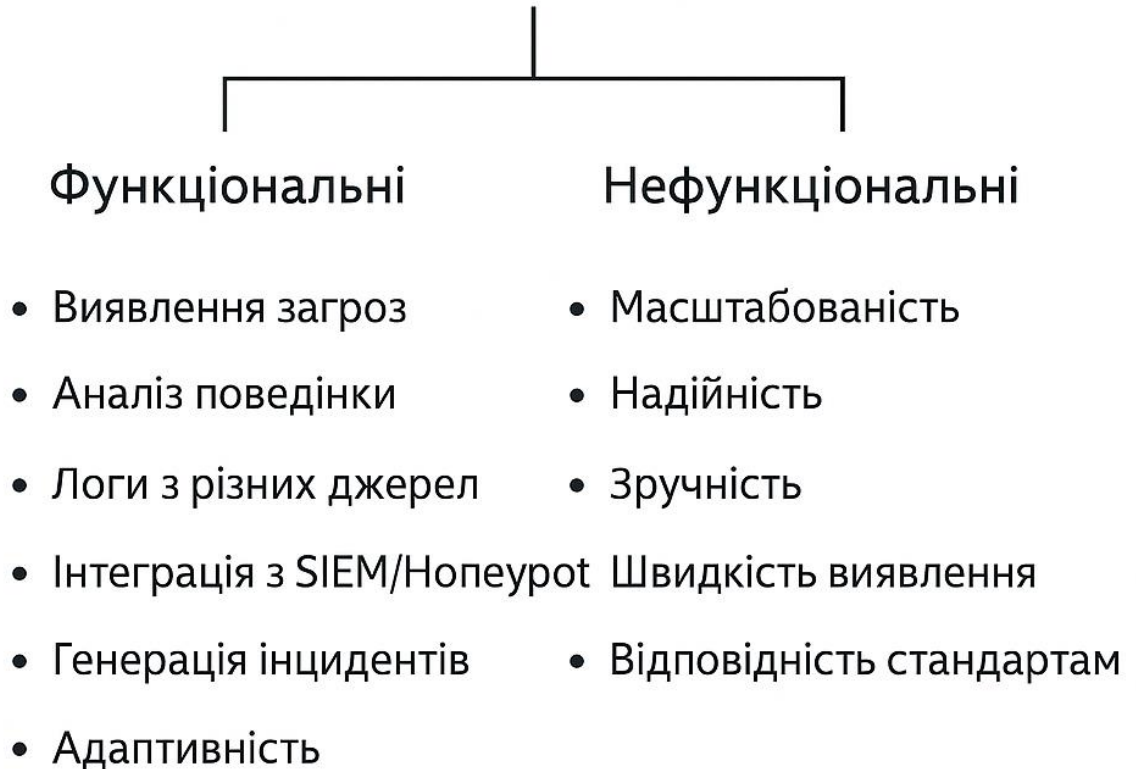 Функціональні
• Виявлення загроз
• Аналіз поведінки
• Логи з різних джерел
• Інтеграція з SIEM/Honeypot
• Генерація інцидентів
• Адаптивність
Нефункціональні
• Масштабованість
• Надійність
• Зручність
Швидкість виявлення
• Відповідність стандартам